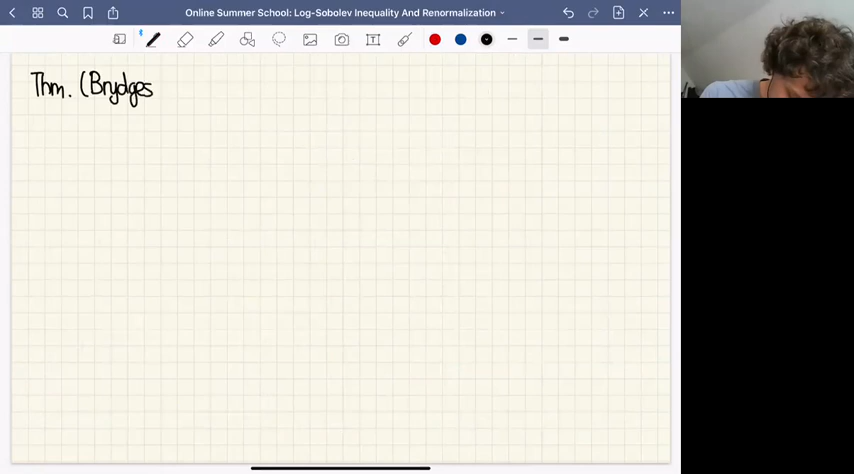 Online Summer School: Log-Sobolev Inequality And Renormalization
Thm. (Brydges